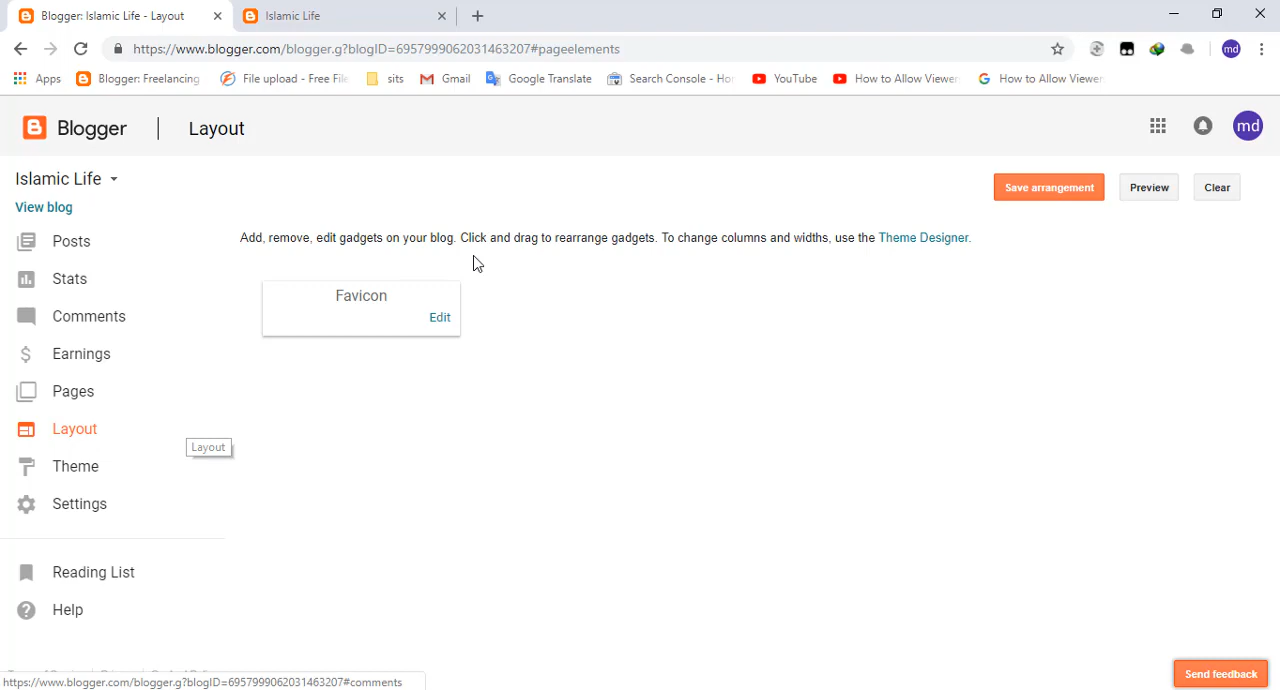 Blogger: Islamic Life - Layout
Islamic Life
https://www.blogger.com/blogger.g?blogID=6957999062031463207#pageelements
md
Apps
Blogger: Freelancing
File upload - Free File
sits
Gmail
Google Translate
Search Console - Ho
YouTube
How to Allow Viewer
How to Allow Viewer
Blogger
Layout
md
Islamic Life
View blog
Save arrangement
Preview
Clear
Posts
Stats
Comments
Earnings
Pages
Layout
Theme
Settings
Reading List
Help
Add, remove, edit gadgets on your blog. Click and drag to rearrange gadgets. To change columns and widths, use the Theme Designer.
Favicon
Edit
Layout
https://www.blogger.com/blogger.g?blogID=6957999062031463207#comments
Send feedback